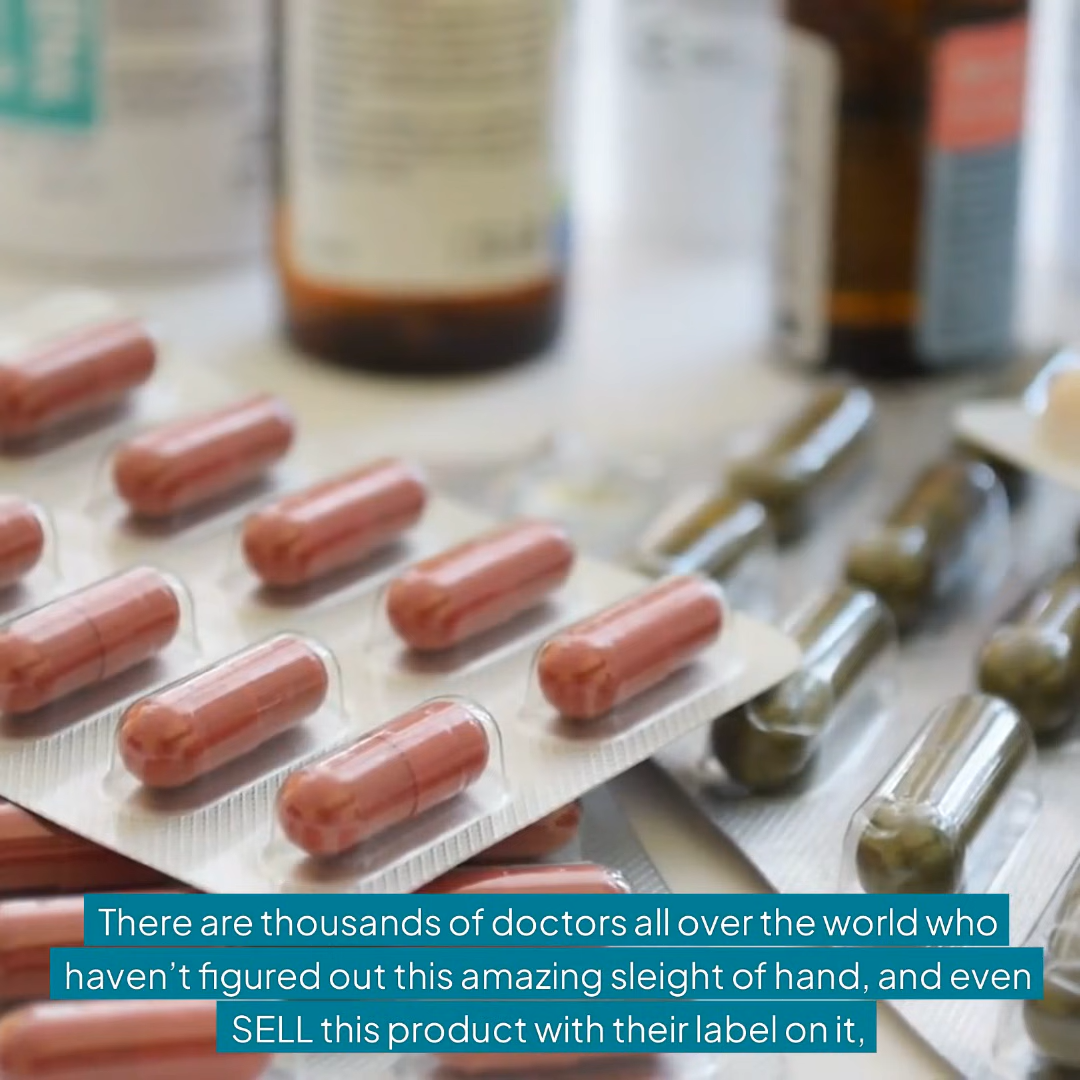 There are thousands of doctors all over the world who
haven’t figured out this amazing sleight of hand, and even
SELL this product with their label on it,